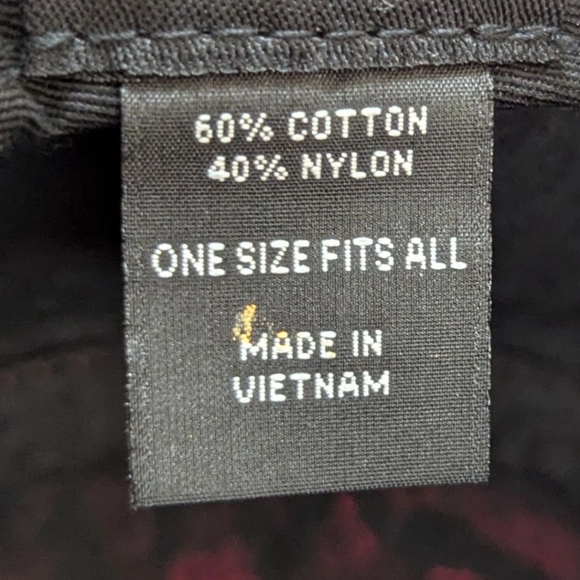 60% COTTON
40% NYLON
ONE SIZE FITS ALL
MADE IN
VIETNAM